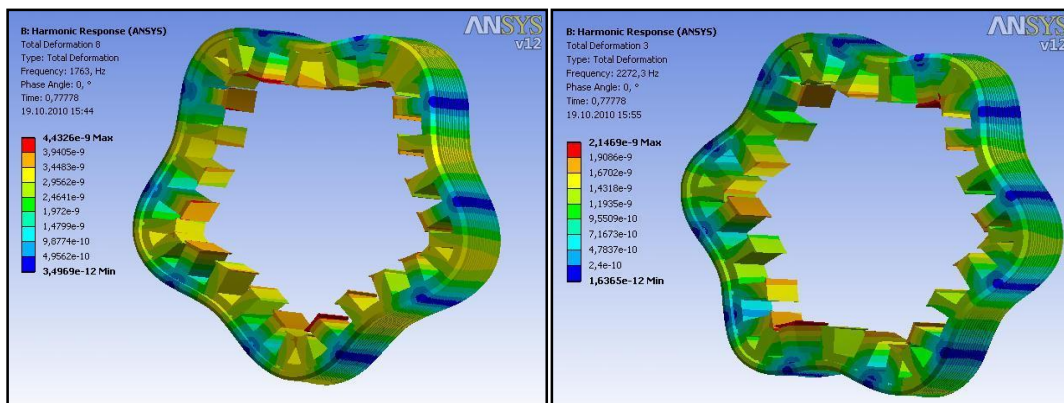 B: Harmonic Response (ANSYS)
Total Deformation 8
Type: Total Deformation
Frequency: 1763, Hz
Phase Angle: 0, °
Time: 0,77778
19.10.2010 15:44
4,4326e-9 Max
3,9405e-9
3,4483e-9
2,9562e-9
2,4641e-9
1,972e-9
1,4799e-9
9,8774e-10
4,9562e-10
3,4969e-12 Min
ANSYS
v12
B: Harmonic Response (ANSYS)
Total Deformation 3
Type: Total Deformation
Frequency: 2272,3 Hz
Phase Angle: 0, °
Time: 0,77778
19.10.2010 15:55
2,1469e-9 Max
1,9086e-9
1,6702e-9
1,4318e-9
1,1935e-9
9,5509e-10
7,1673e-10
4,7837e-10
2,4e-10
1,6365e-12 Min
ANSYS
v12